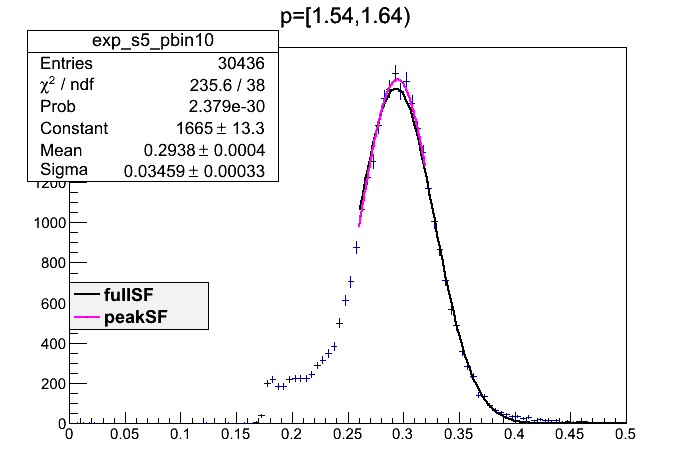 p=[1.54,1.64)
exp_s5_pbin10
Entries 30436
χ² / ndf 235.6 / 38
Prob 2.379e-30
Constant 1665 ± 13.3
Mean 0.2938 ± 0.0004
Sigma 0.03459 ± 0.00033
1200
1000
800
600
400
200
0
fullSF
peakSF
0 0.05 0.1 0.15 0.2 0.25 0.3 0.35 0.4 0.45 0.5